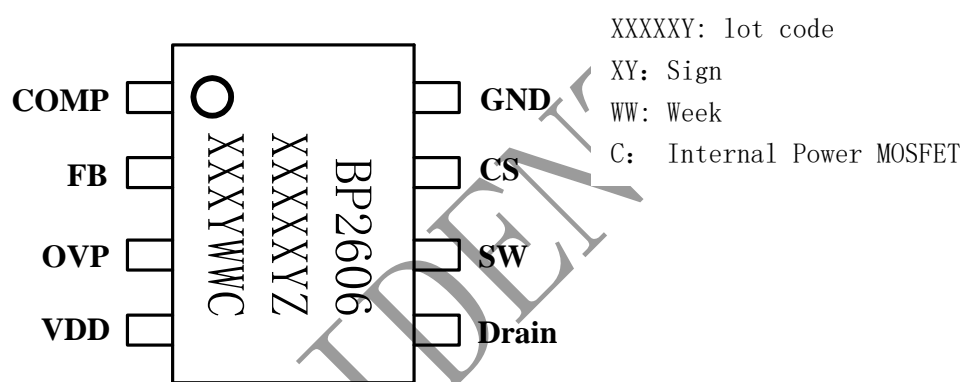 XXXXXY: lot code
XY: Sign
WW: Week
C: Internal Power MOSFET
COMP
FB
OVP
VDD
GND
CS
SW
Drain
BP2606
XXXXXYZ
XXXYWWC